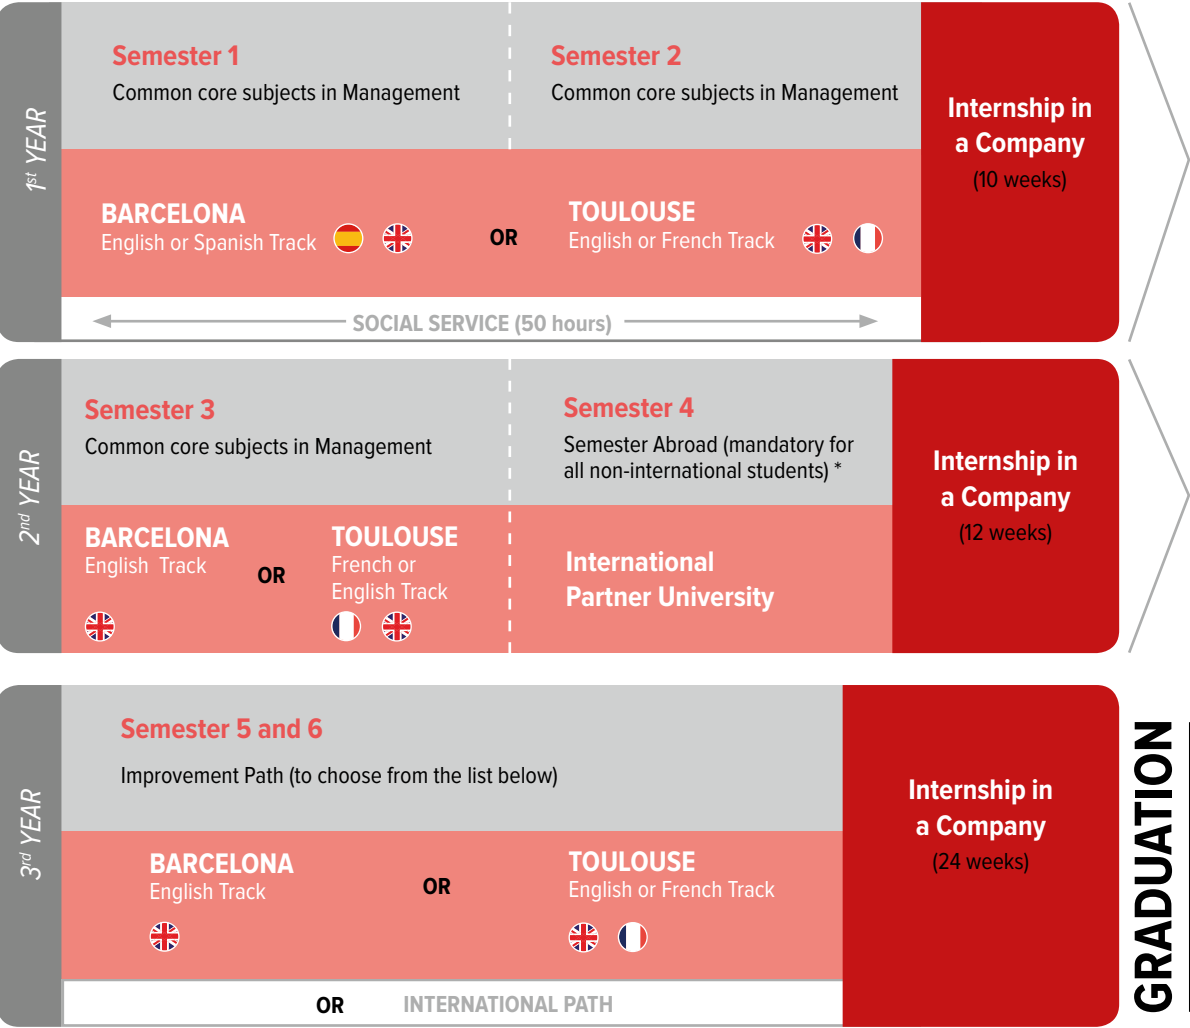 1st YEAR
Semester 1
Common core subjects in Management
Semester 2
Common core subjects in Management
BARCELONA
English or Spanish Track
OR
TOULOUSE
English or French Track
SOCIAL SERVICE (50 hours)
Internship in
a Company
(10 weeks)
2nd YEAR
Semester 3
Common core subjects in Management
Semester 4
Semester Abroad (mandatory for
all non-international students) *
BARCELONA
English Track
OR
TOULOUSE
French or
English Track
International
Partner University
Internship in
a Company
(12 weeks)
3rd YEAR
Semester 5 and 6
Improvement Path (to choose from the list below)
BARCELONA
English Track
OR
TOULOUSE
English or French Track
OR INTERNATIONAL PATH
Internship in
a Company
(24 weeks)
GRADUATION